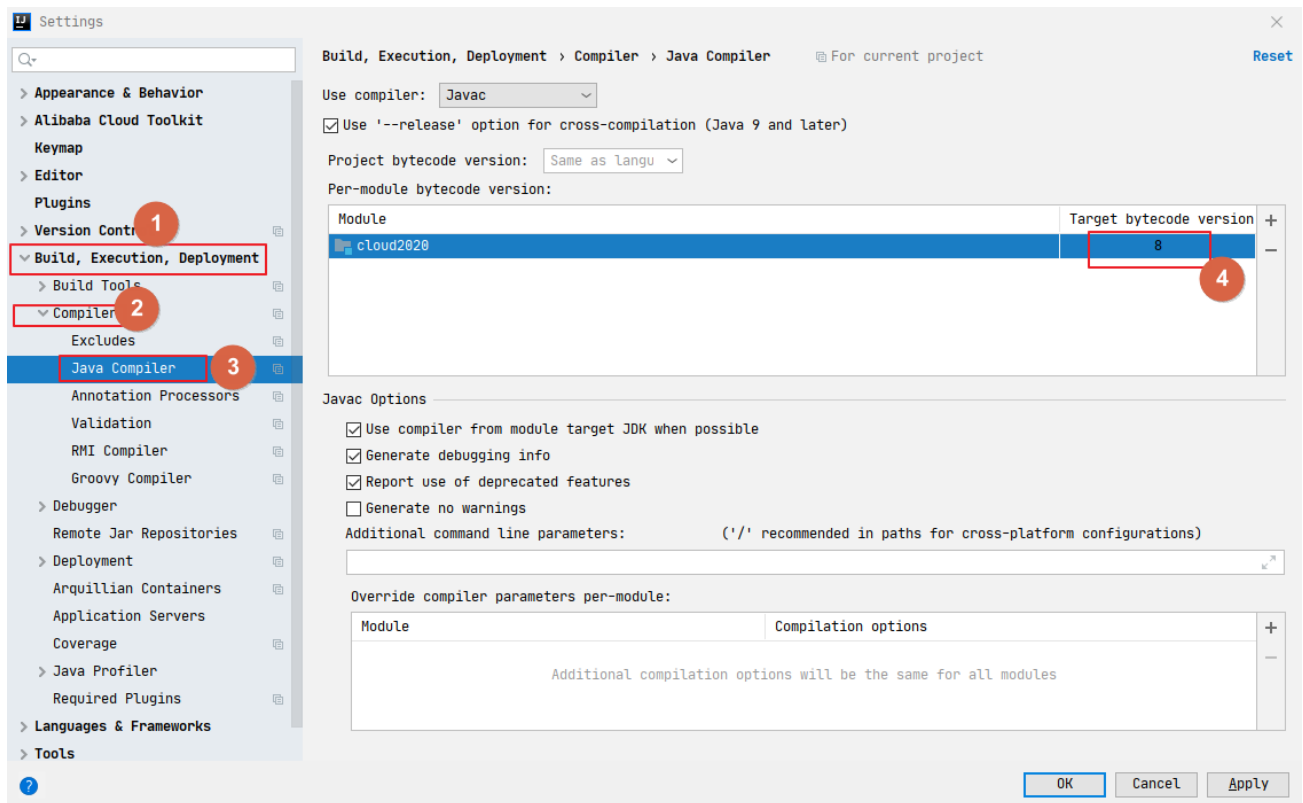 Settings
Appearance & Behavior
Alibaba Cloud Toolkit
Keymap
Editor
Plugins
Version Contr
1
Build, Execution, Deployment
Build Tools
Compiler
2
Excludes
Java Compiler
3
Annotation Processors
Validation
RMI Compiler
Groovy Compiler
Debugger
Remote Jar Repositories
Deployment
Arquillian Containers
Application Servers
Coverage
Java Profiler
Required Plugins
Languages & Frameworks
Tools
Build, Execution, Deployment › Compiler › Java Compiler For current project Reset
Use compiler: Javac
Use '--release' option for cross-compilation (Java 9 and later)
Project bytecode version: Same as langu
Per-module bytecode version:
Module Target bytecode version
cloud2020 8
4
Javac Options
Use compiler from module target JDK when possible
Generate debugging info
Report use of deprecated features
Generate no warnings
Additional command line parameters: ('/' recommended in paths for cross-platform configurations)
Override compiler parameters per-module:
Module Compilation options
Additional compilation options will be the same for all modules
? OK Cancel Apply